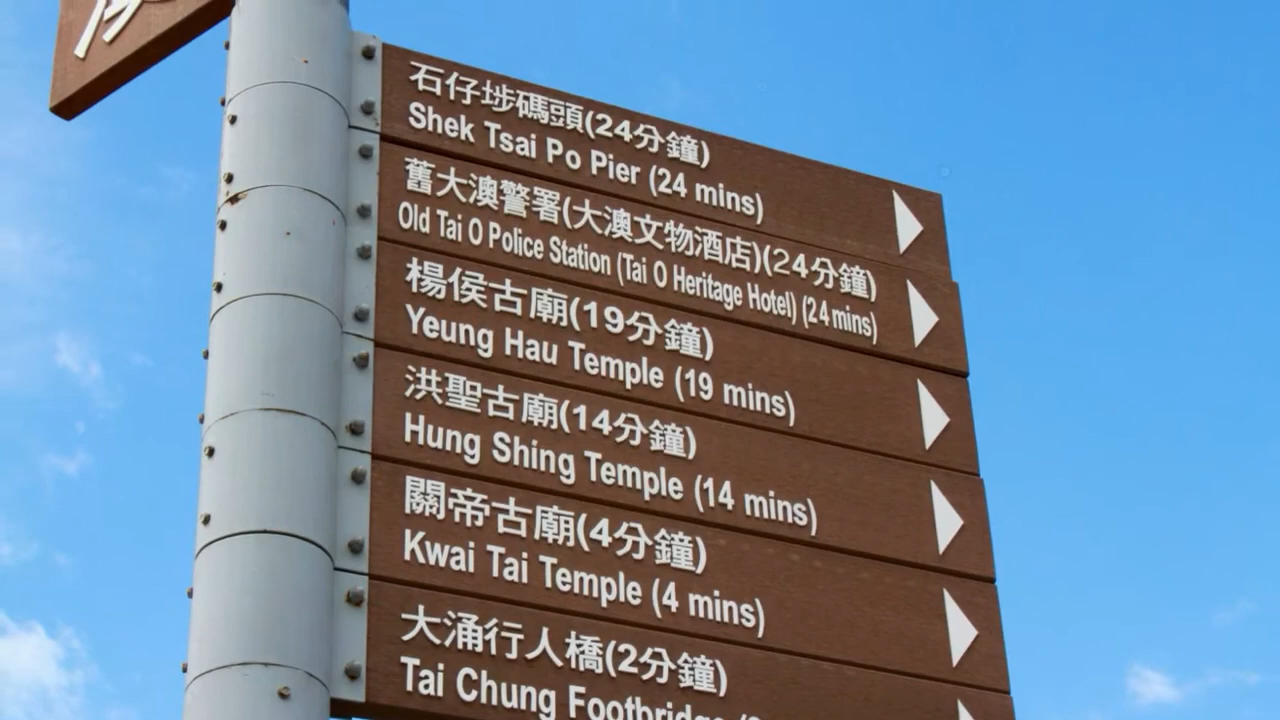 石仔埗碼頭(24分鐘)
Shek Tsai Po Pier (24 mins)
舊大澳警署(大澳文物酒店)(24分鐘)
Old Tai O Police Station (Tai O Heritage Hotel) (24 mins)
楊侯古廟(19分鐘)
Yeung Hau Temple (19 mins)
洪聖古廟(14分鐘)
Hung Shing Temple (14 mins)
關帝古廟(4分鐘)
Kwai Tai Temple (4 mins)
大涌行人橋(2分鐘)
Tai Chung Footbridge